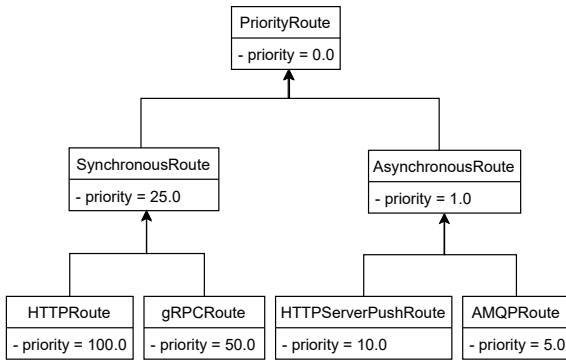 PriorityRoute
- priority = 0.0
SynchronousRoute
- priority = 25.0
AsynchronousRoute
- priority = 1.0
HTTPRoute
- priority = 100.0
gRPCRoute
- priority = 50.0
HTTPServerPushRoute
- priority = 10.0
AMQPRoute
- priority = 5.0